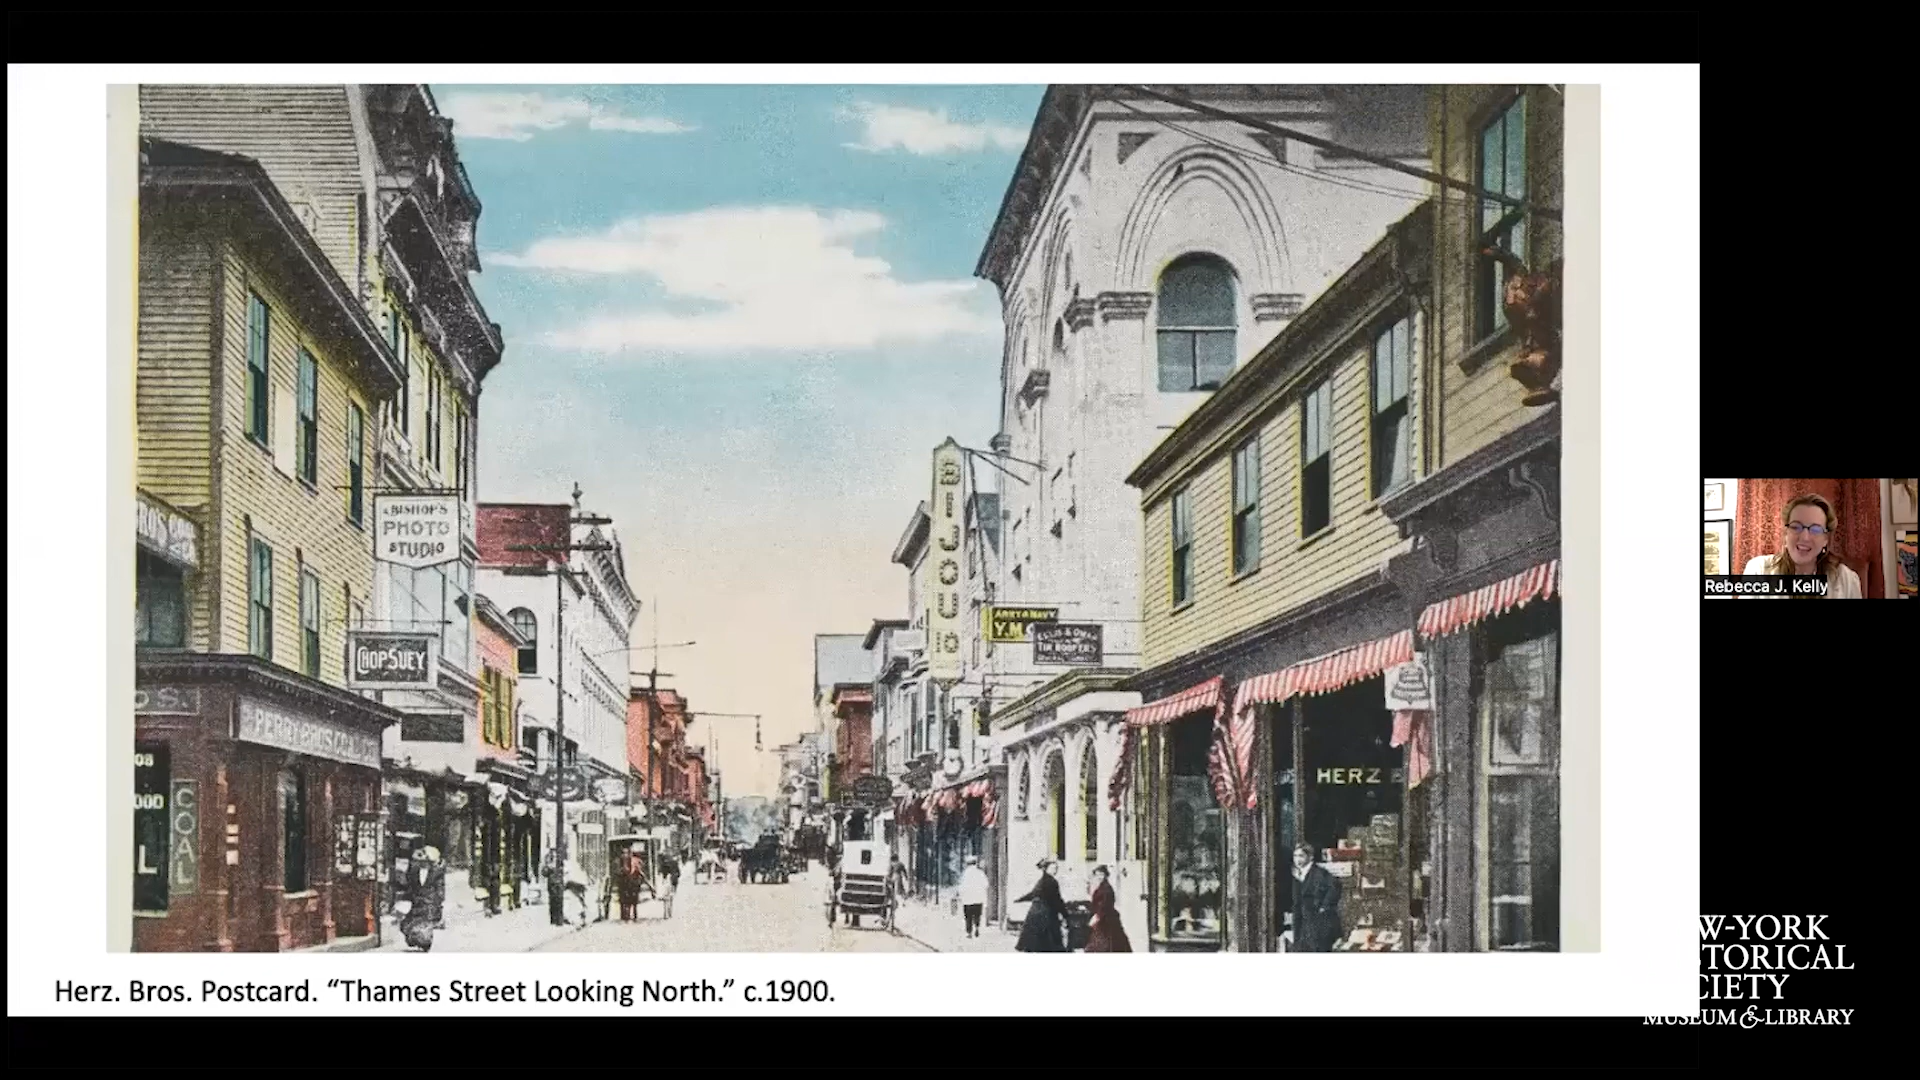 BISHOP'S
PHOTO
STUDIO
CHOP SUEY
PERRY BROS. COAL
COAL
BIJOU
ARMY & NAVY
Y.M.
TIN ROOFERS
HERZ
Rebecca J. Kelly
Herz. Bros. Postcard. “Thames Street Looking North.” c.1900.
W-YORK
TORICAL
CIETY
MUSEUM & LIBRARY